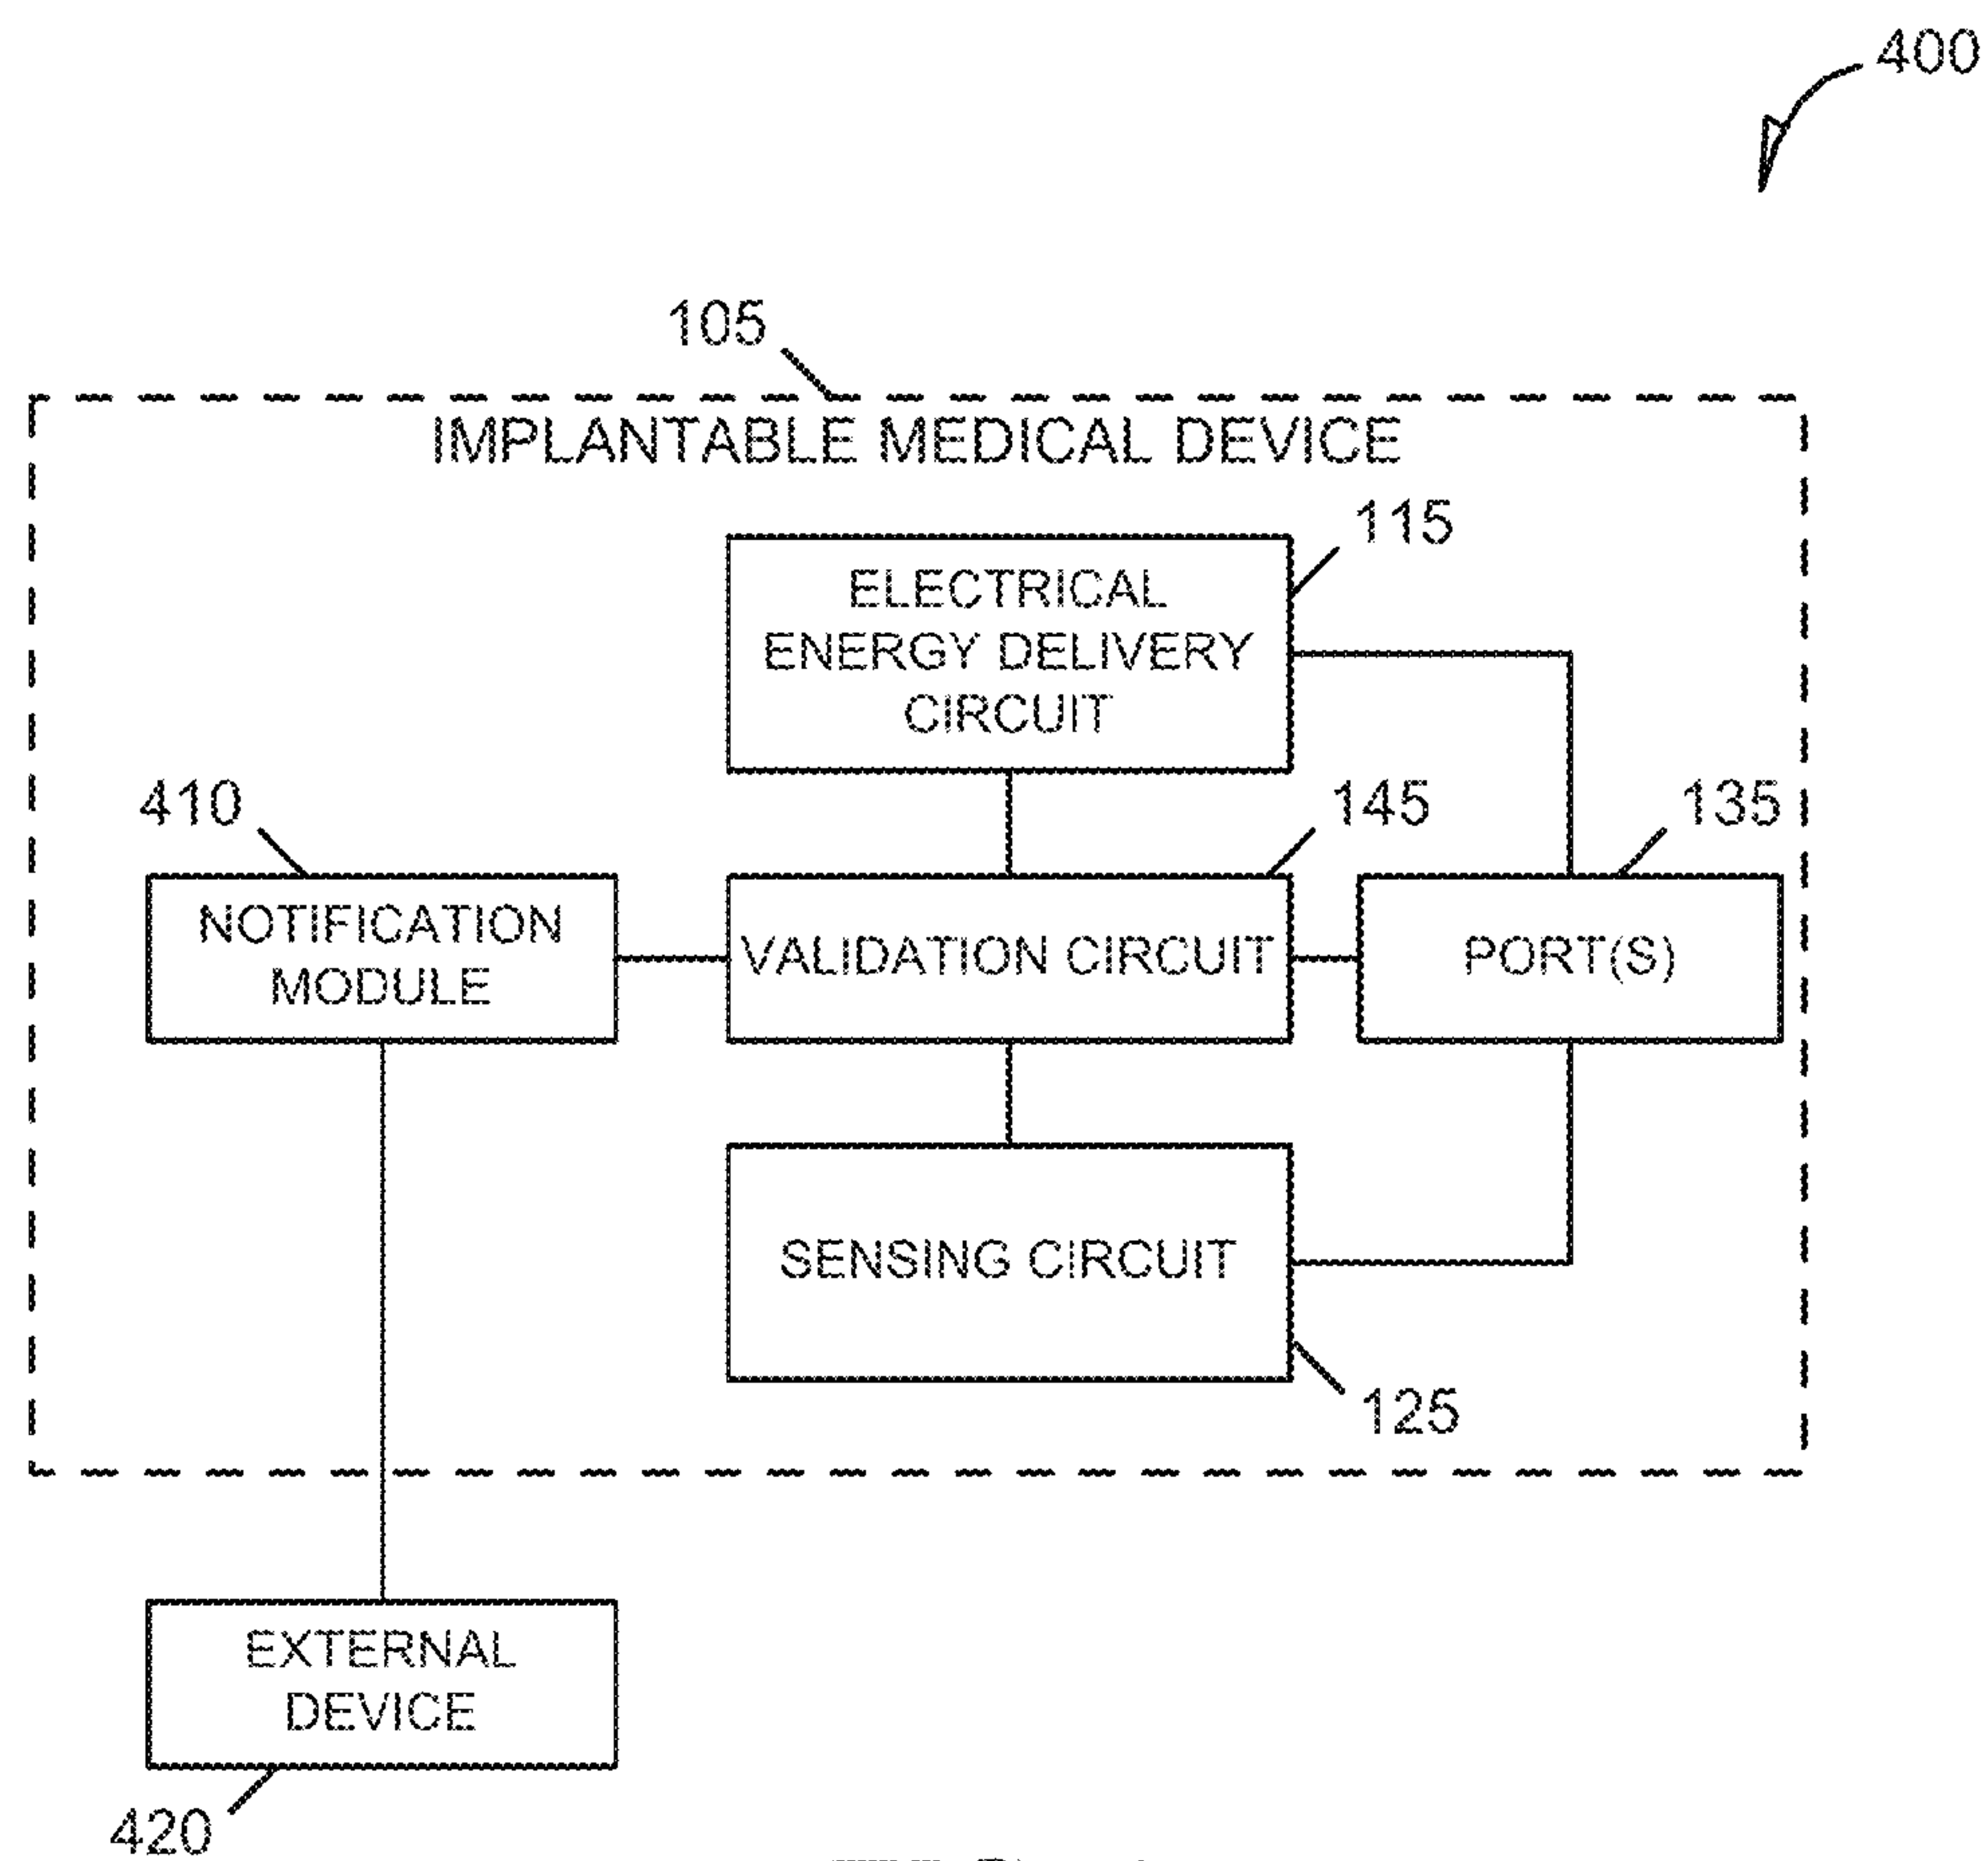 400
105
IMPLANTABLE MEDICAL DEVICE
115
ELECTRICAL
ENERGY DELIVERY
CIRCUIT
410
145
135
NOTIFICATION
MODULE
VALIDATION CIRCUIT
PORT(S)
SENSING CIRCUIT
125
EXTERNAL
DEVICE
420